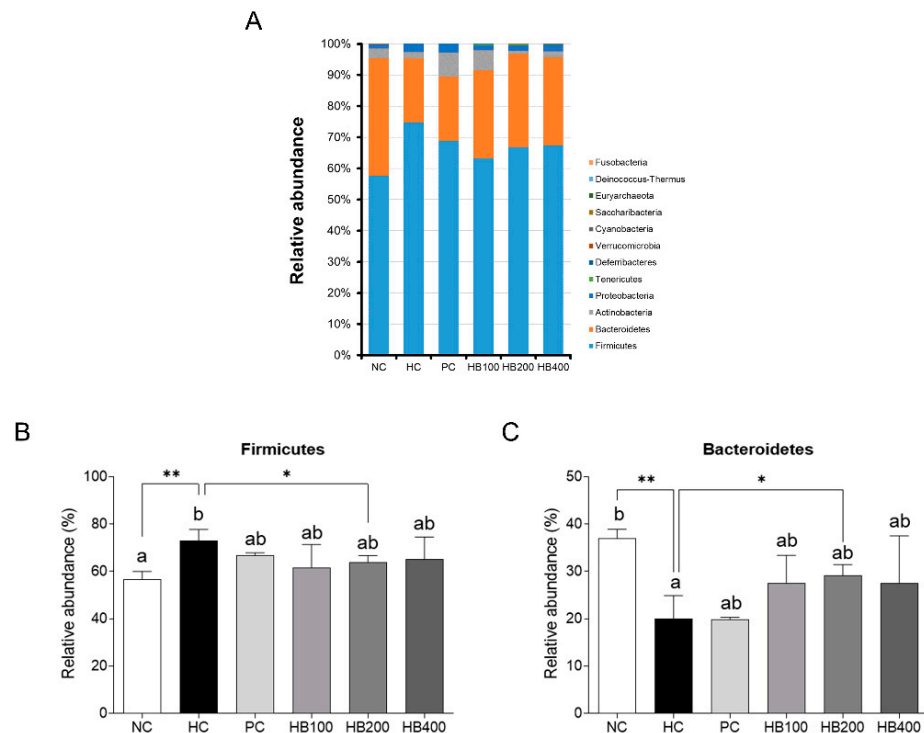 A
100%
90%
80%
70%
60%
50%
40%
30%
20%
10%
0%
Relative abundance
NC HC PC HB100 HB200 HB400
Fusobacteria
Deinococcus-Thermus
Euryarchaeota
Saccharibacteria
Cyanobacteria
Verrucomicrobia
Deferribacteres
Tenericutes
Proteobacteria
Actinobacteria
Bacteroidetes
Firmicutes
B
Firmicutes
Relative abundance (%)
100
80
60
40
20
0
** *
a b ab ab ab ab
NC HC PC HB100 HB200 HB400
C
Bacteroidetes
Relative abundance (%)
50
40
30
20
10
0
** *
b a ab ab ab ab
NC HC PC HB100 HB200 HB400